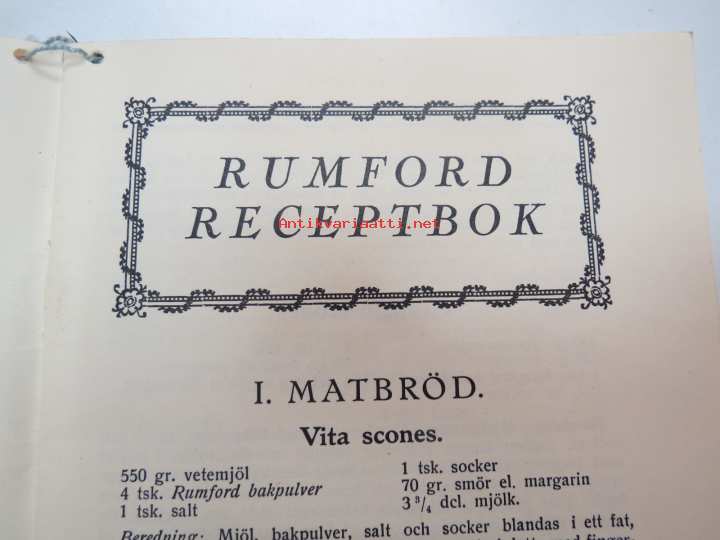 RUMFORD
RECEPTBOK
Antikvariaatti.net
I. MATBRÖD.
Vita scones.
550 gr. vetemjöl
4 tsk. Rumford bakpulver
1 tsk. salt
1 tsk. socker
70 gr. smör el. margarin
3 3/4 dcl. mjölk.
Beredning: Mjöl, bakpulver, salt och socker blandas i ett fat,